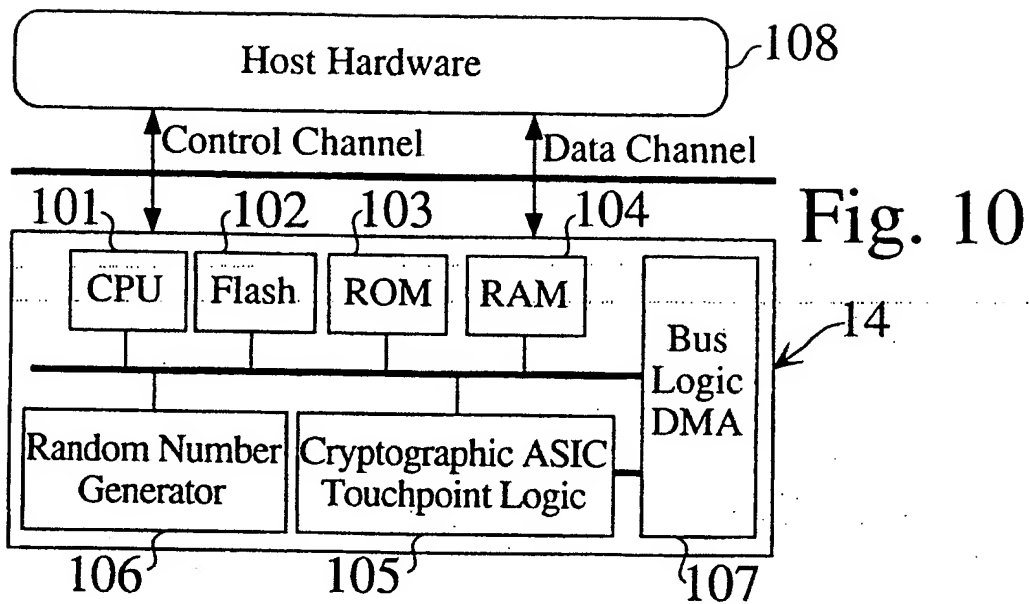 Host Hardware
108
Control Channel
Data Channel
Fig. 10
101
102
103
104
CPU
Flash
ROM
RAM
Bus
Logic
DMA
14
Random Number
Generator
Cryptographic ASIC
Touchpoint Logic
106
105
107